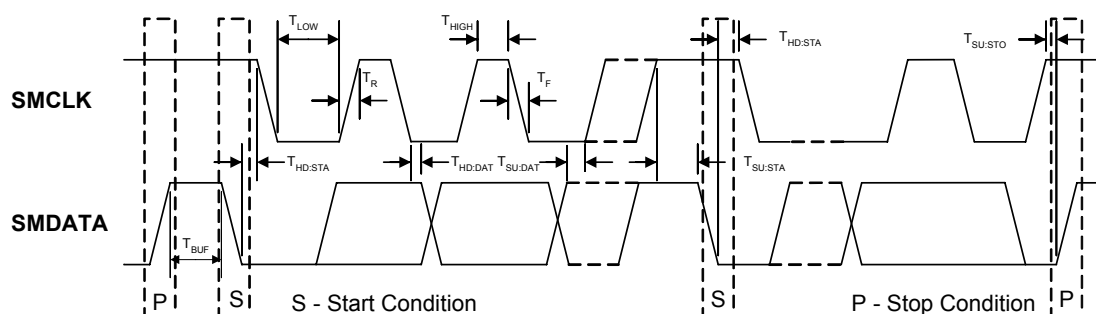 T_LOW
T_HIGH
T_HD:STA
T_SU:STO
SMCLK
T_R
T_F
T_HD:STA
T_HD:DAT
T_SU:DAT
T_SU:STA
SMDATA
T_BUF
P
S
S - Start Condition
S
P - Stop Condition
P